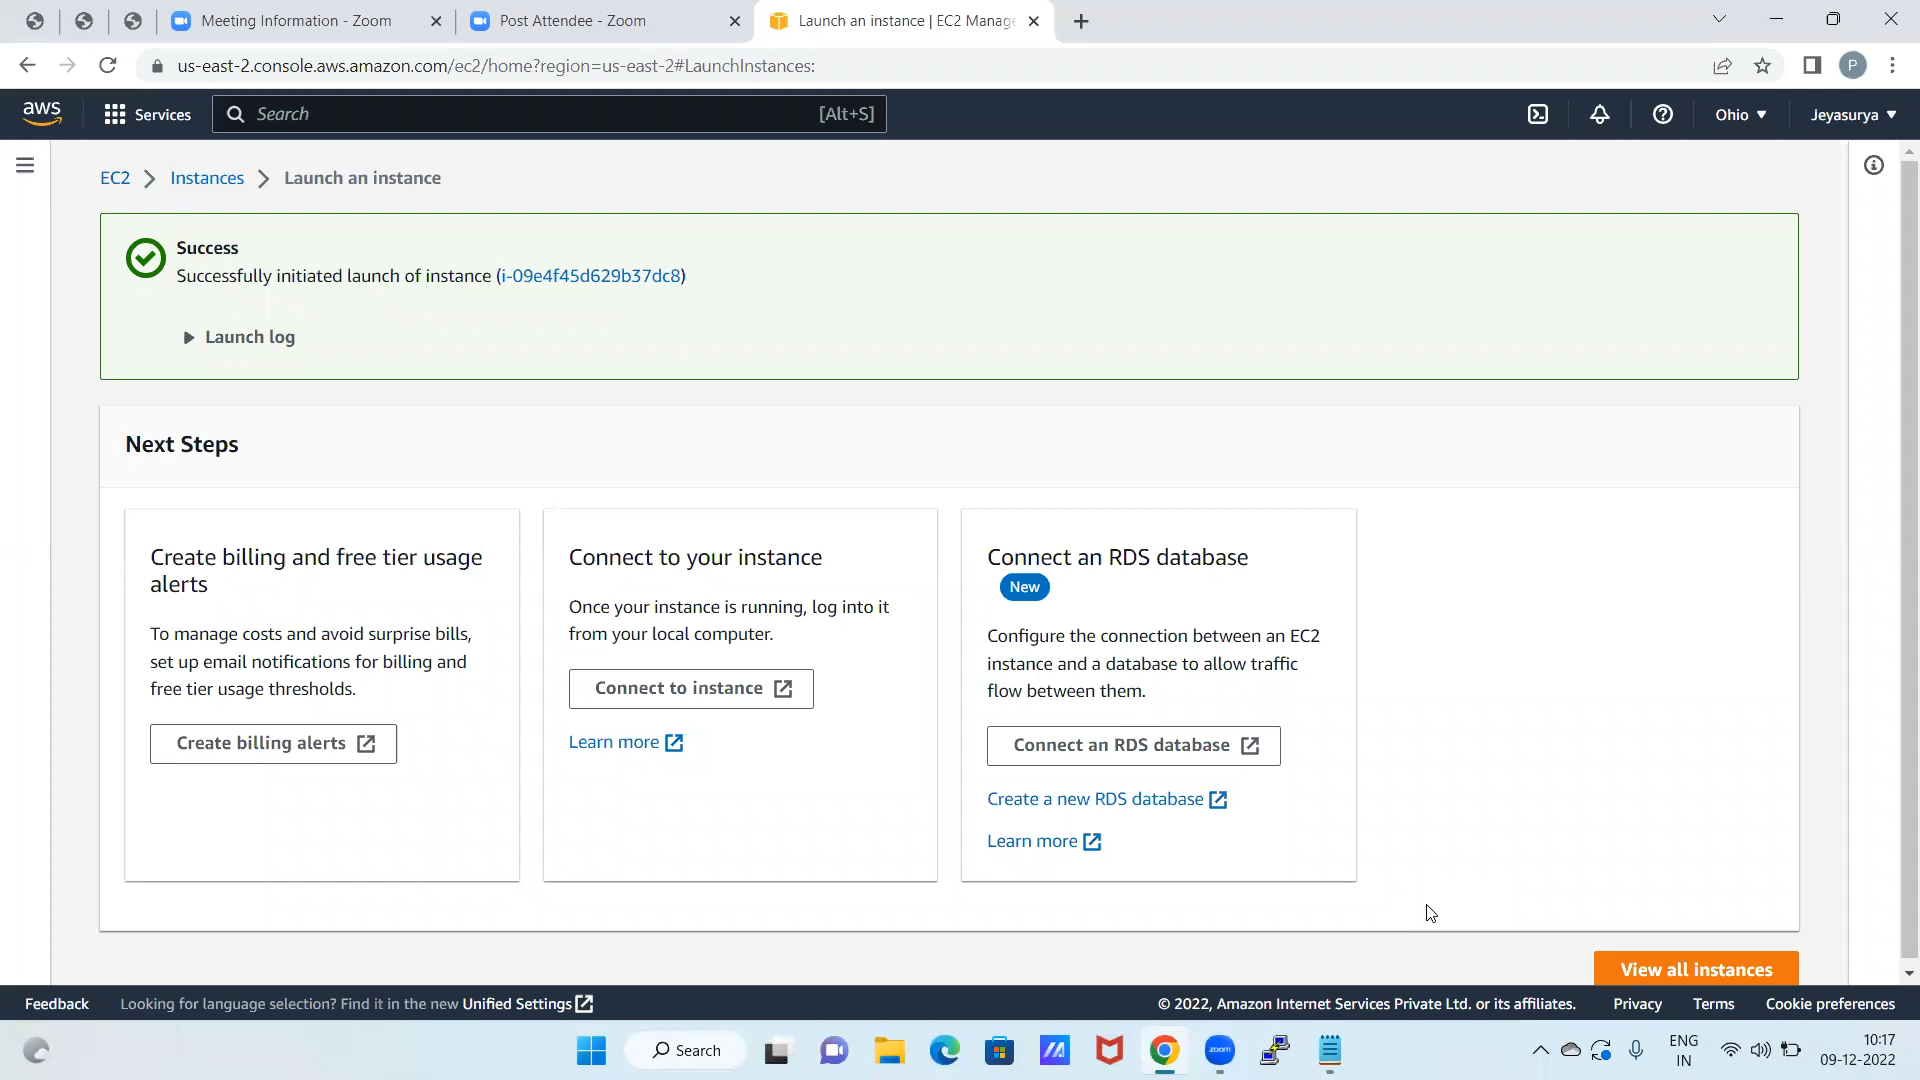 Meeting Information - Zoom
Post Attendee - Zoom
Launch an instance | EC2 Manag
us-east-2.console.aws.amazon.com/ec2/home?region=us-east-2#LaunchInstances:
P
aws
Services
Search
[Alt+S]
Ohio
Jeyasurya
EC2
Instances
Launch an instance
Success
Successfully initiated launch of instance (i-09e4f45d629b37dc8)
Launch log
Next Steps
Create billing and free tier usage
alerts
To manage costs and avoid surprise bills,
set up email notifications for billing and
free tier usage thresholds.
Create billing alerts
Connect to your instance
Once your instance is running, log into it
from your local computer.
Connect to instance
Learn more
Connect an RDS database
New
Configure the connection between an EC2
instance and a database to allow traffic
flow between them.
Connect an RDS database
Create a new RDS database
Learn more
View all instances
Feedback
Looking for language selection? Find it in the new Unified Settings
© 2022, Amazon Internet Services Private Ltd. or its affiliates.
Privacy
Terms
Cookie preferences
Search
zoom
ENG
IN
10:17
09-12-2022